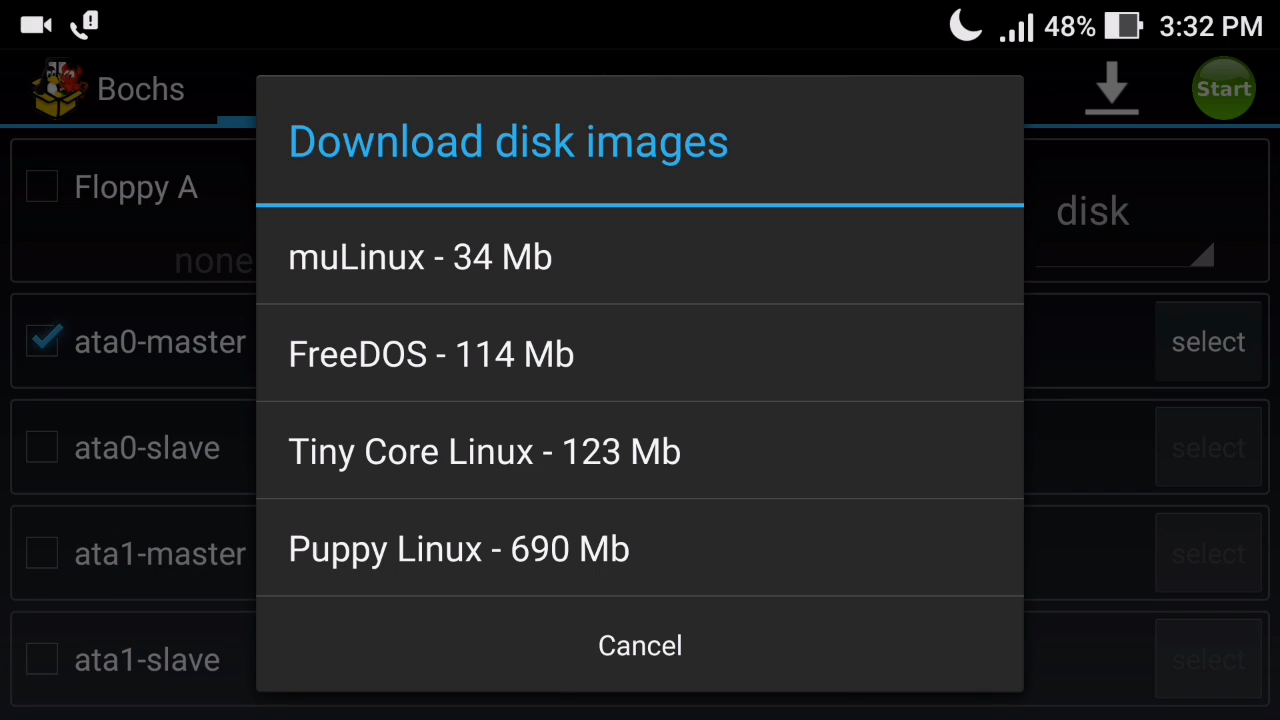 48% 3:32 PM
Bochs
Start
Download disk images
Floppy A
disk
none
muLinux - 34 Mb
ata0-master
select
FreeDOS - 114 Mb
ata0-slave
select
Tiny Core Linux - 123 Mb
ata1-master
select
Puppy Linux - 690 Mb
ata1-slave
select
Cancel